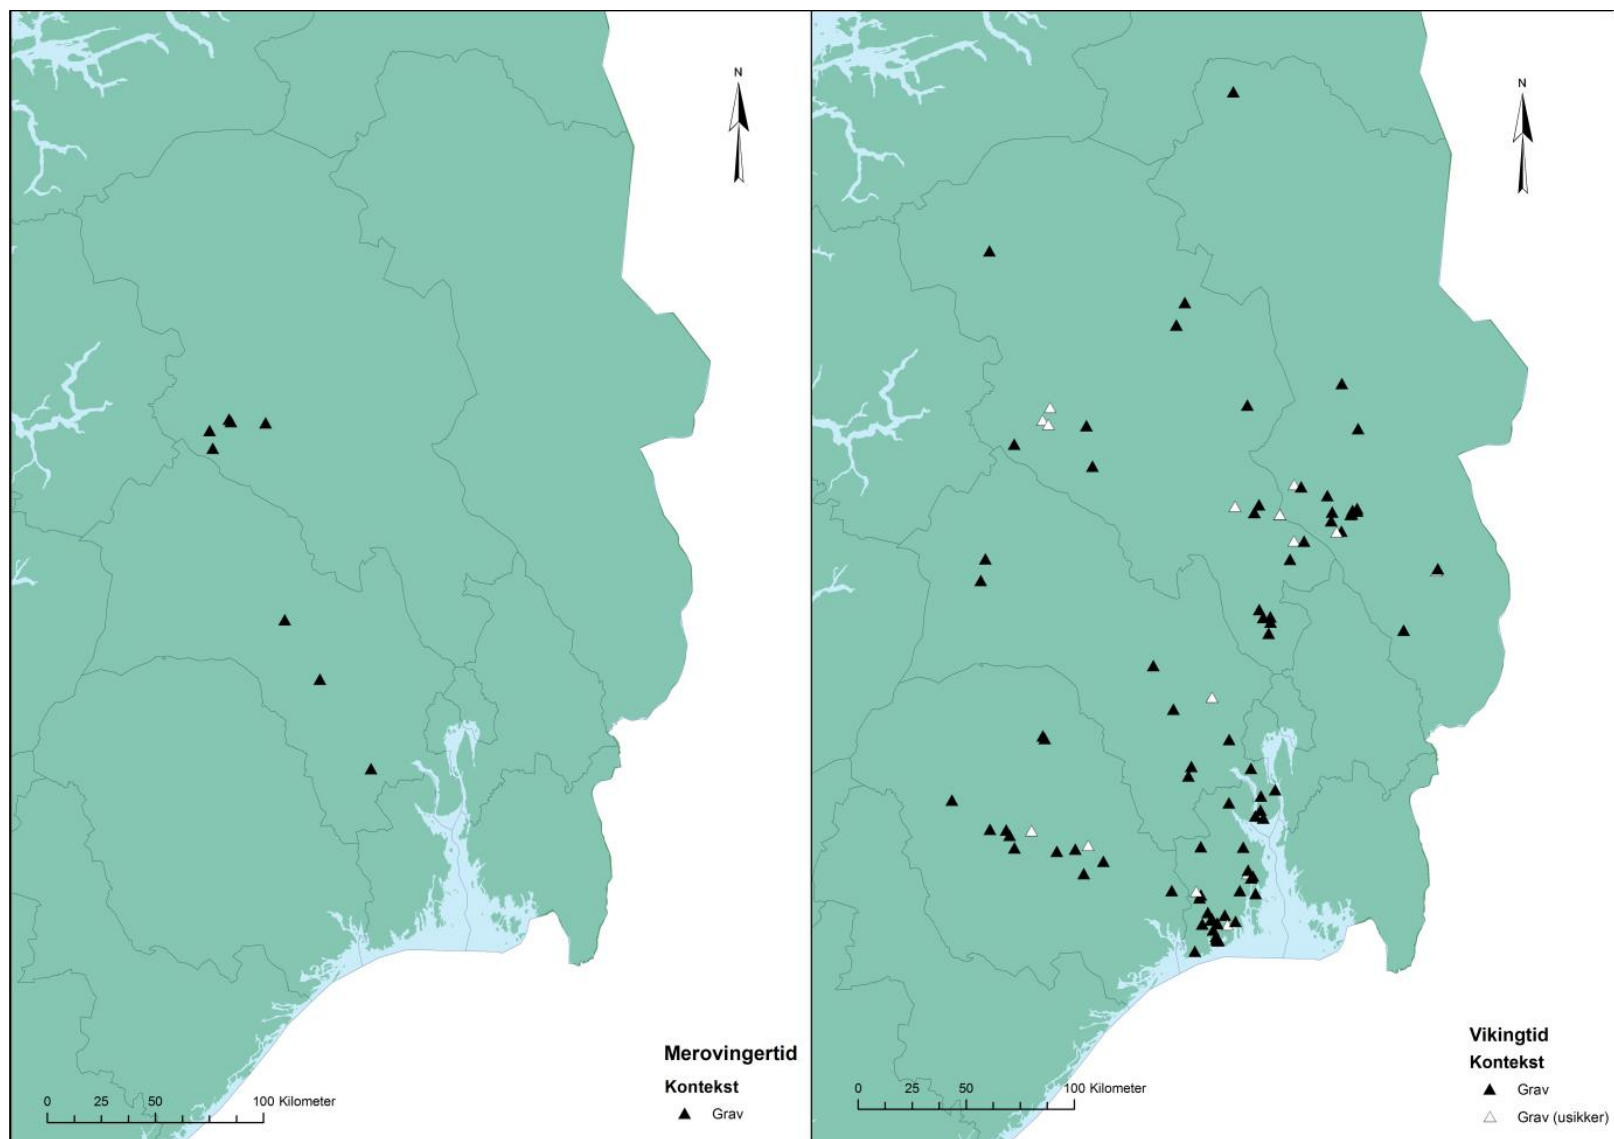 N
Merovingertid
Kontekst
Grav
0 25 50 100 Kilometer
N
Vikingtid
Kontekst
Grav
Grav (usikker)
0 25 50 100 Kilometer